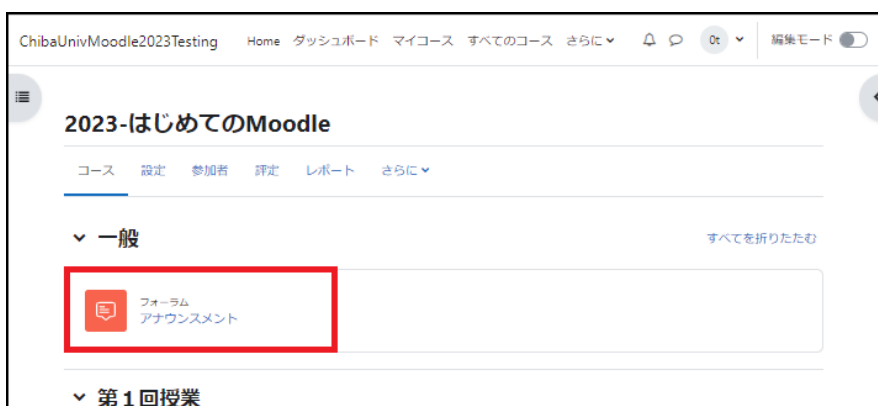 ChibaUnivMoodle2023Testing Home ダッシュボード マイコース すべてのコース さらに 0t 編集モード
2023-はじめてのMoodle
コース 設定 参加者 評定 レポート さらに
一般 すべてを折りたたむ
フォーラム
アナウンスメント
第1回授業